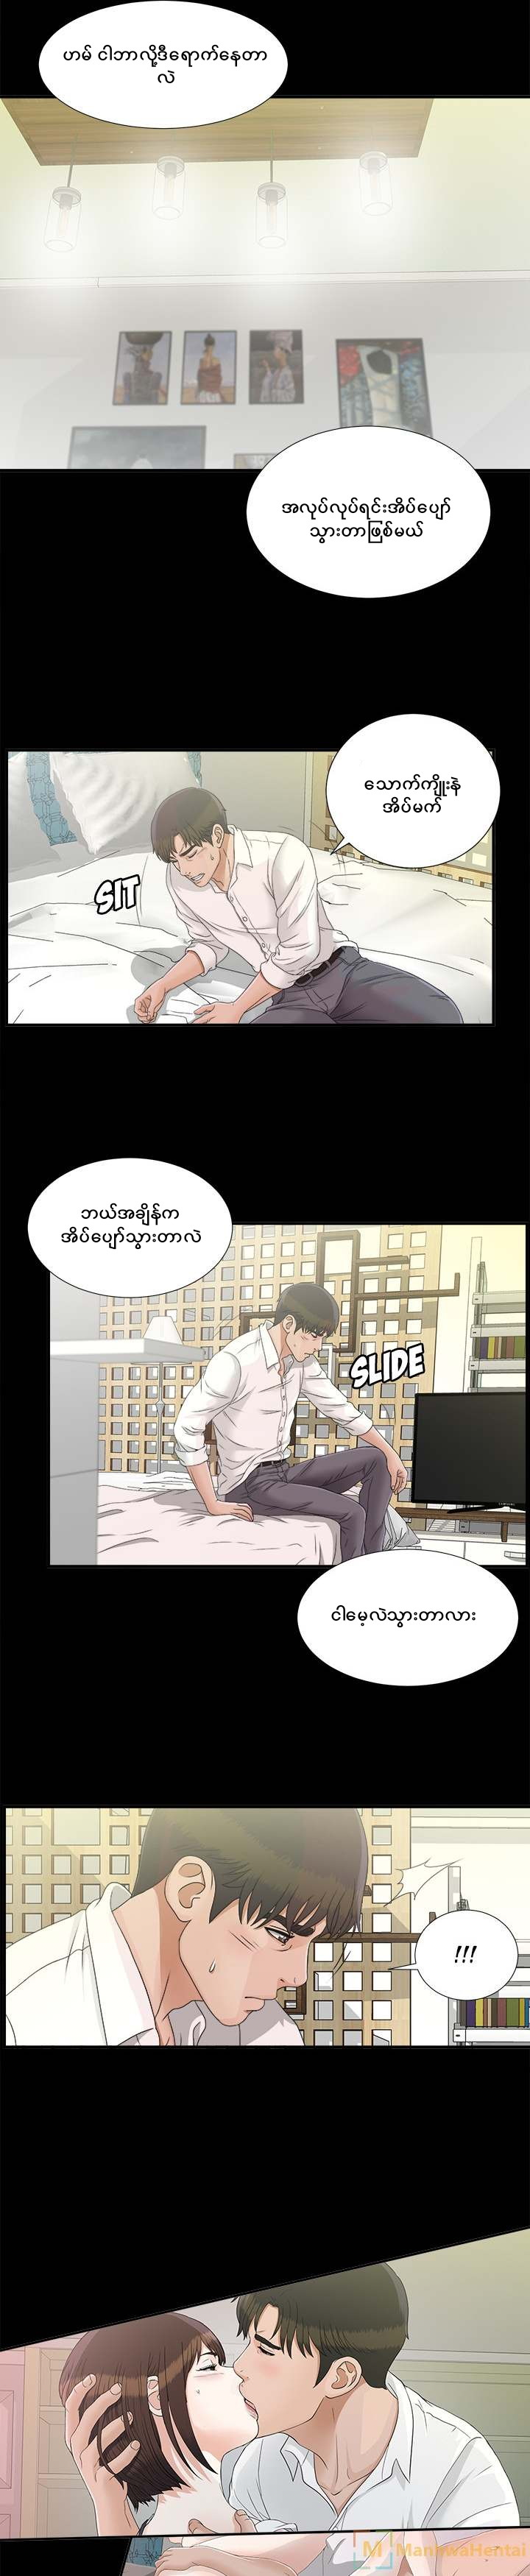 ဟမ် ငါဘာလို့ဒီရောက်နေတာ
လဲ
အလုပ်လုပ်ရင်းအိပ်ပျော်
သွားတာဖြစ်မယ်
သောက်ကျိုးနဲ
အိပ်မက်
SIT
ဘယ်အချိန်က
အိပ်ပျော်သွားတာလဲ
SLIDE
ငါမေ့လဲသွားတာလား
!!!
M ManhwaHentai